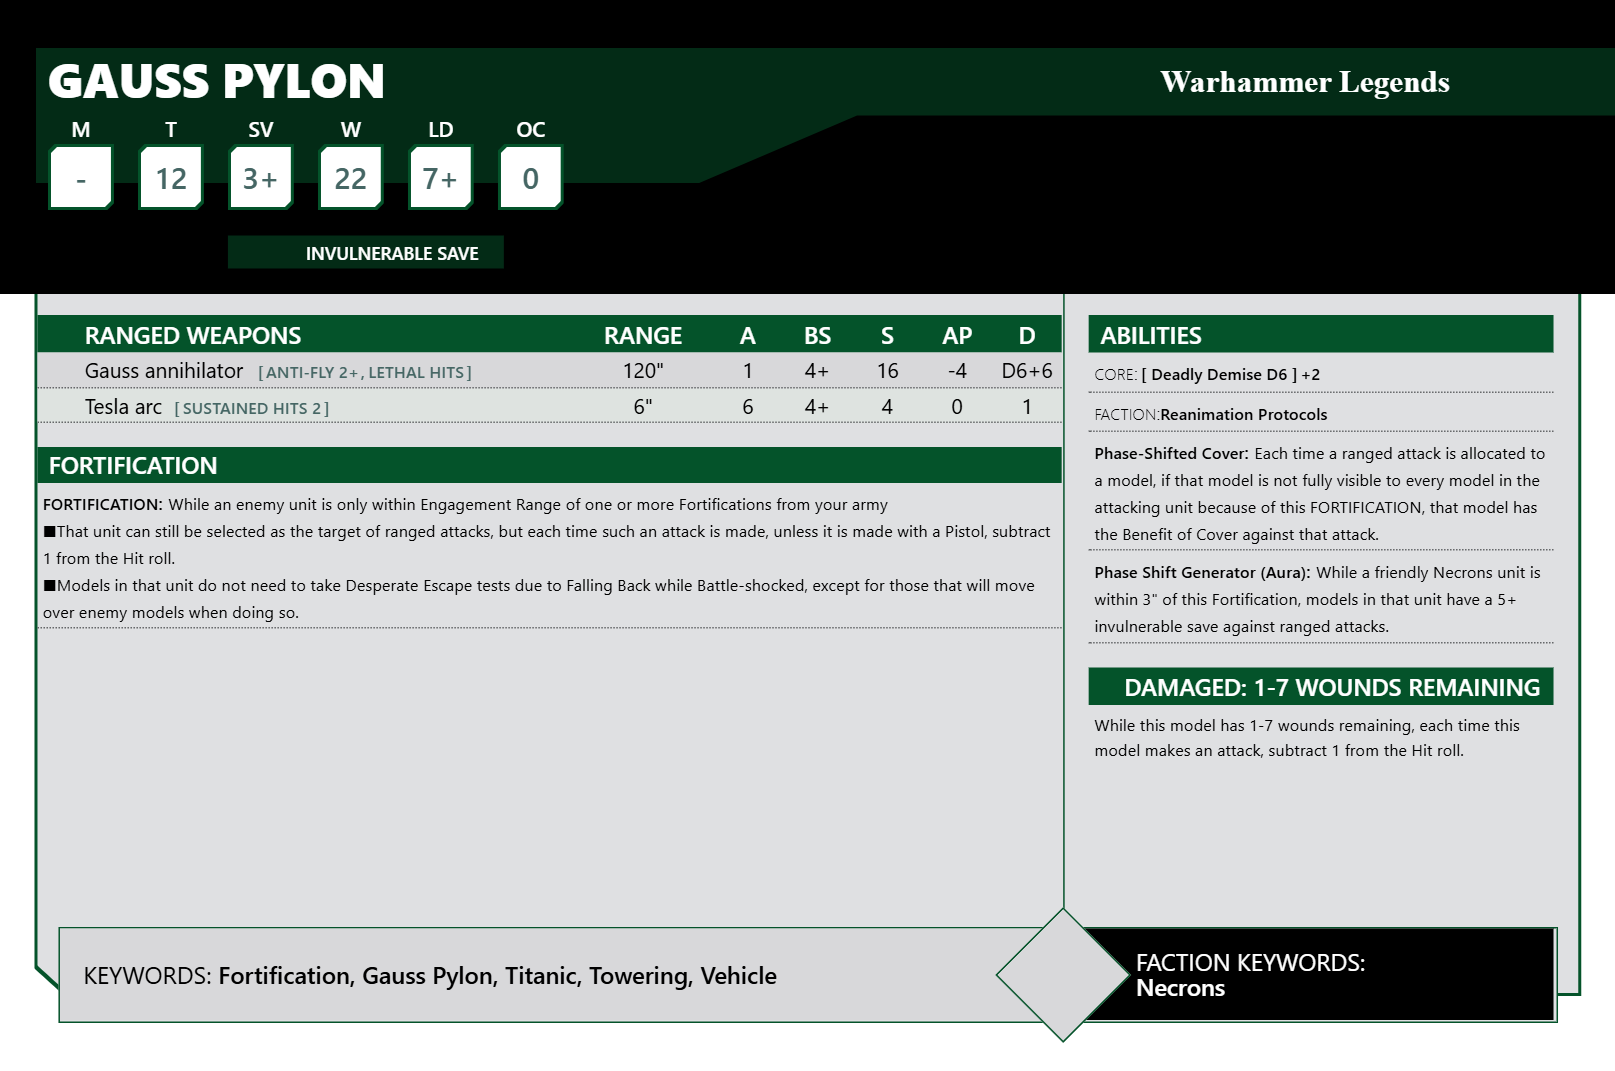 GAUSS PYLON
Warhammer Legends
M T SV W LD OC
- 12 3+ 22 7+ 0
INVULNERABLE SAVE
RANGED WEAPONS RANGE A BS S AP D
Gauss annihilator [ANTI-FLY 2+, LETHAL HITS] 120" 1 4+ 16 -4 D6+6
Tesla arc [SUSTAINED HITS 2] 6" 6 4+ 4 0 1
FORTIFICATION
FORTIFICATION: While an enemy unit is only within Engagement Range of one or more Fortifications from your army
■That unit can still be selected as the target of ranged attacks, but each time such an attack is made, unless it is made with a Pistol, subtract
1 from the Hit roll.
■Models in that unit do not need to take Desperate Escape tests due to Falling Back while Battle-shocked, except for those that will move
over enemy models when doing so.
ABILITIES
CORE: [ Deadly Demise D6 ] +2
FACTION:Reanimation Protocols
Phase-Shifted Cover: Each time a ranged attack is allocated to
a model, if that model is not fully visible to every model in the
attacking unit because of this FORTIFICATION, that model has
the Benefit of Cover against that attack.
Phase Shift Generator (Aura): While a friendly Necrons unit is
within 3" of this Fortification, models in that unit have a 5+
invulnerable save against ranged attacks.
DAMAGED: 1-7 WOUNDS REMAINING
While this model has 1-7 wounds remaining, each time this
model makes an attack, subtract 1 from the Hit roll.
KEYWORDS: Fortification, Gauss Pylon, Titanic, Towering, Vehicle
FACTION KEYWORDS:
Necrons